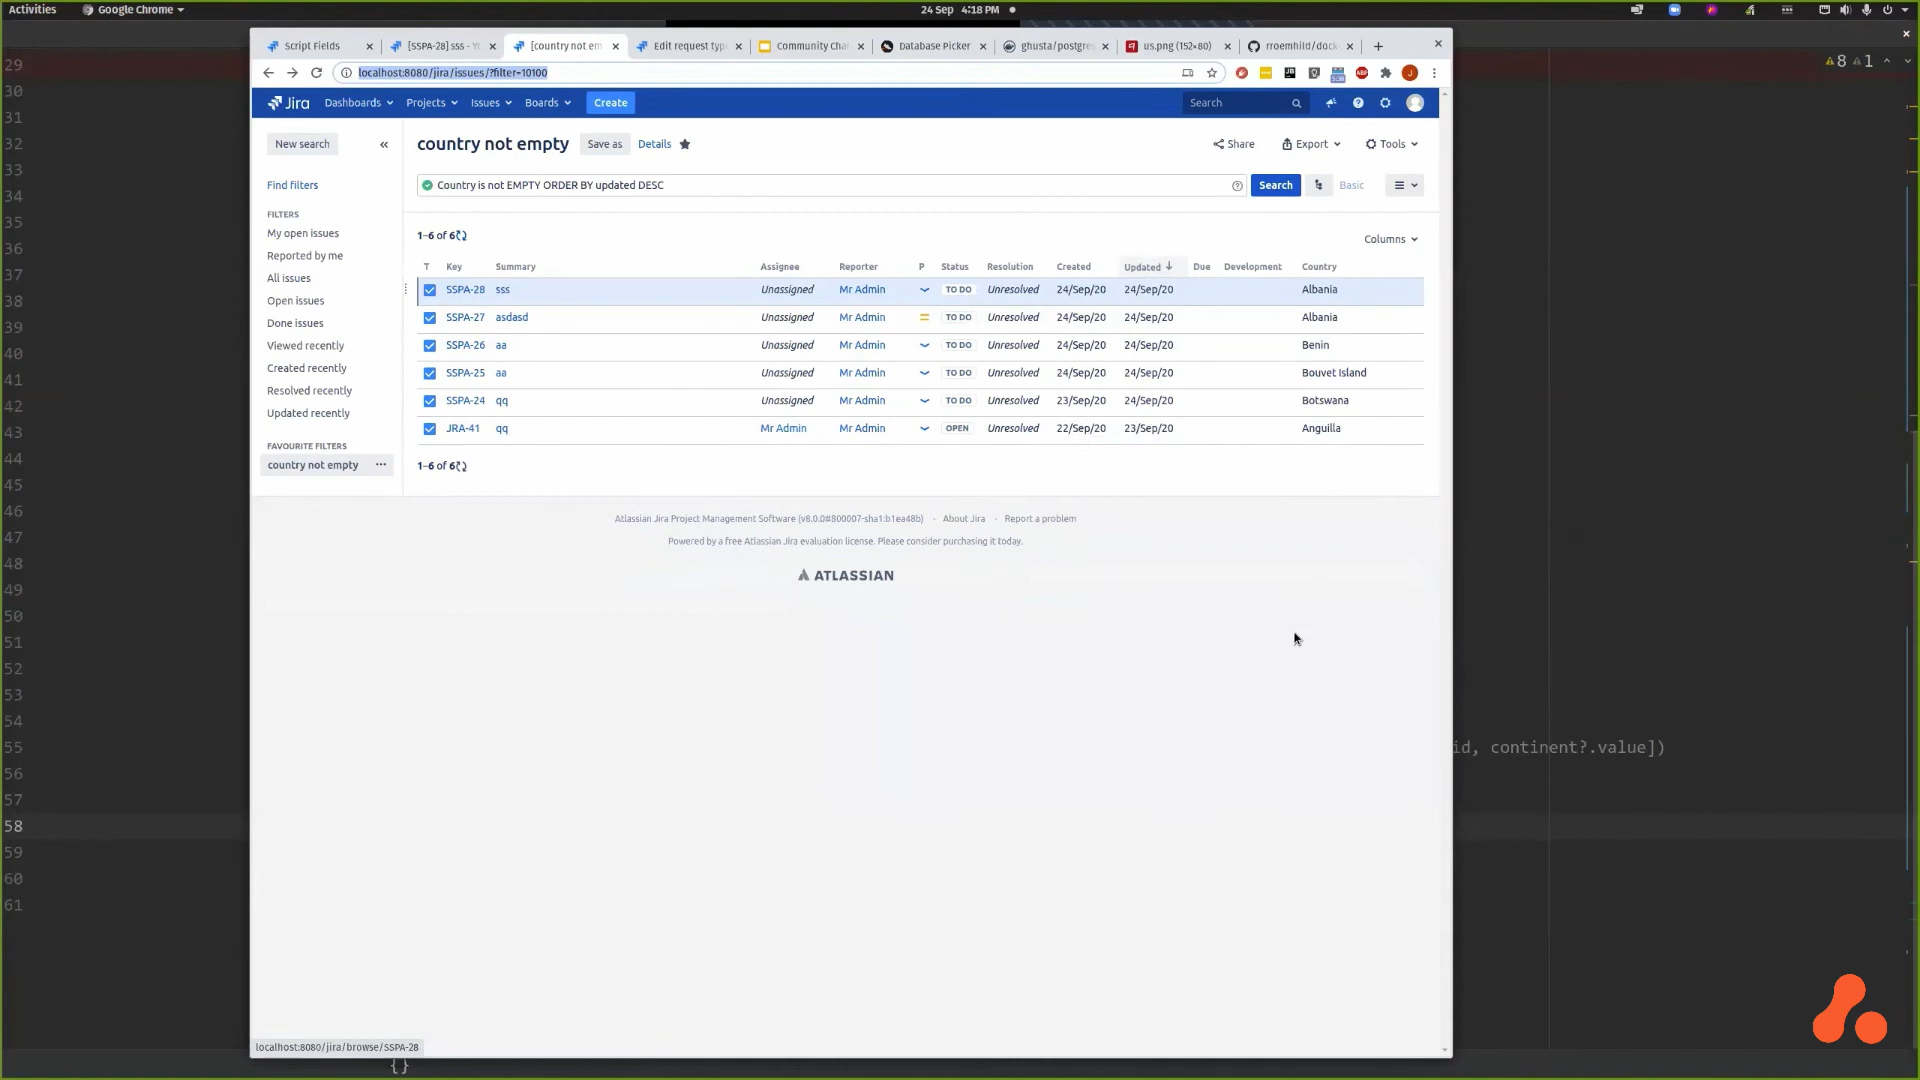 Activities Google Chrome 24 Sep 4:18 PM
Script Fields [SSPA-28] sss - [country not em Edit request typ Community Cha Database Picker ghusta/postgre us.png (152×80) rroemhild/dock
localhost:8080/jira/issues/?filter=10100
Jira Dashboards Projects Issues Boards Create Search
New search
Find filters
FILTERS
My open issues
Reported by me
All issues
Open issues
Done issues
Viewed recently
Created recently
Resolved recently
Updated recently
FAVOURITE FILTERS
country not empty
country not empty Save as Details Share Export Tools
Country is not EMPTY ORDER BY updated DESC Search Basic
1–6 of 6
Columns
T Key Summary Assignee Reporter P Status Resolution Created Updated Due Development Country
SSPA-28 sss Unassigned Mr Admin TO DO Unresolved 24/Sep/20 24/Sep/20 Albania
SSPA-27 asdasd Unassigned Mr Admin TO DO Unresolved 24/Sep/20 24/Sep/20 Albania
SSPA-26 aa Unassigned Mr Admin TO DO Unresolved 24/Sep/20 24/Sep/20 Benin
SSPA-25 aa Unassigned Mr Admin TO DO Unresolved 24/Sep/20 24/Sep/20 Bouvet Island
SSPA-24 qq Unassigned Mr Admin TO DO Unresolved 23/Sep/20 24/Sep/20 Botswana
JRA-41 qq Mr Admin Mr Admin OPEN Unresolved 22/Sep/20 23/Sep/20 Anguilla
1–6 of 6
Atlassian Jira Project Management Software (v8.0.0#800007-sha1:b1ea48b) · About Jira · Report a problem
Powered by a free Atlassian Jira evaluation license. Please consider purchasing it today.
ATLASSIAN
localhost:8080/jira/browse/SSPA-28
29
30
31
32
33
34
35
36
37
38
39
40
41
42
43
44
45
46
47
48
49
50
51
52
53
54
55
56
57
58
59
60
61
8 1
id, continent?.value])
{}